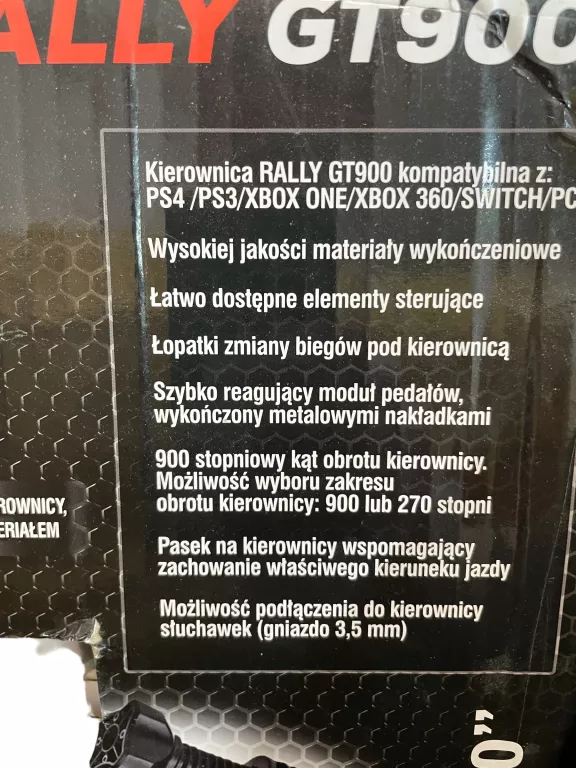 ALLY GT900
Kierownica RALLY GT900 kompatybilna z:
PS4 /PS3/XBOX ONE/XBOX 360/SWITCH/PC
Wysokiej jakości materiały wykończeniowe
Łatwo dostępne elementy sterujące
Łopatki zmiany biegów pod kierownicą
Szybko reagujący moduł pedałów,
wykończony metalowymi nakładkami
900 stopniowy kąt obrotu kierownicy.
Możliwość wyboru zakresu
obrotu kierownicy: 900 lub 270 stopni
Pasek na kierownicy wspomagający
zachowanie właściwego kieruneku jazdy
Możliwość podłączenia do kierownicy
słuchawek (gniazdo 3,5 mm)
ROWNICY,
ERIAŁEM
0"